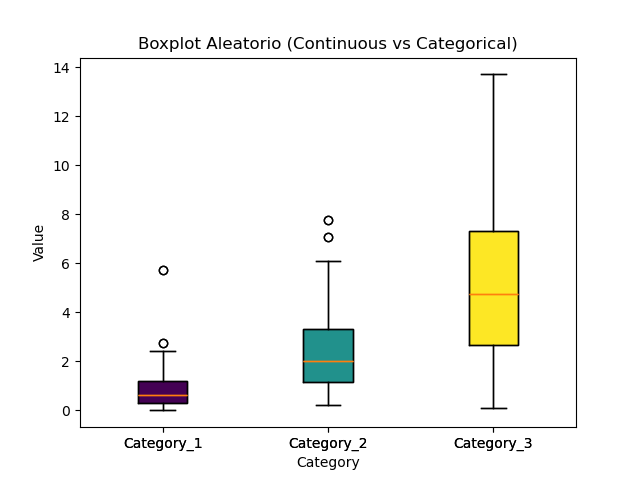 Boxplot Aleatorio (Continuous vs Categorical)
14
12
10
8
6
4
2
0
Value
Category_1
Category_2
Category_3
Category